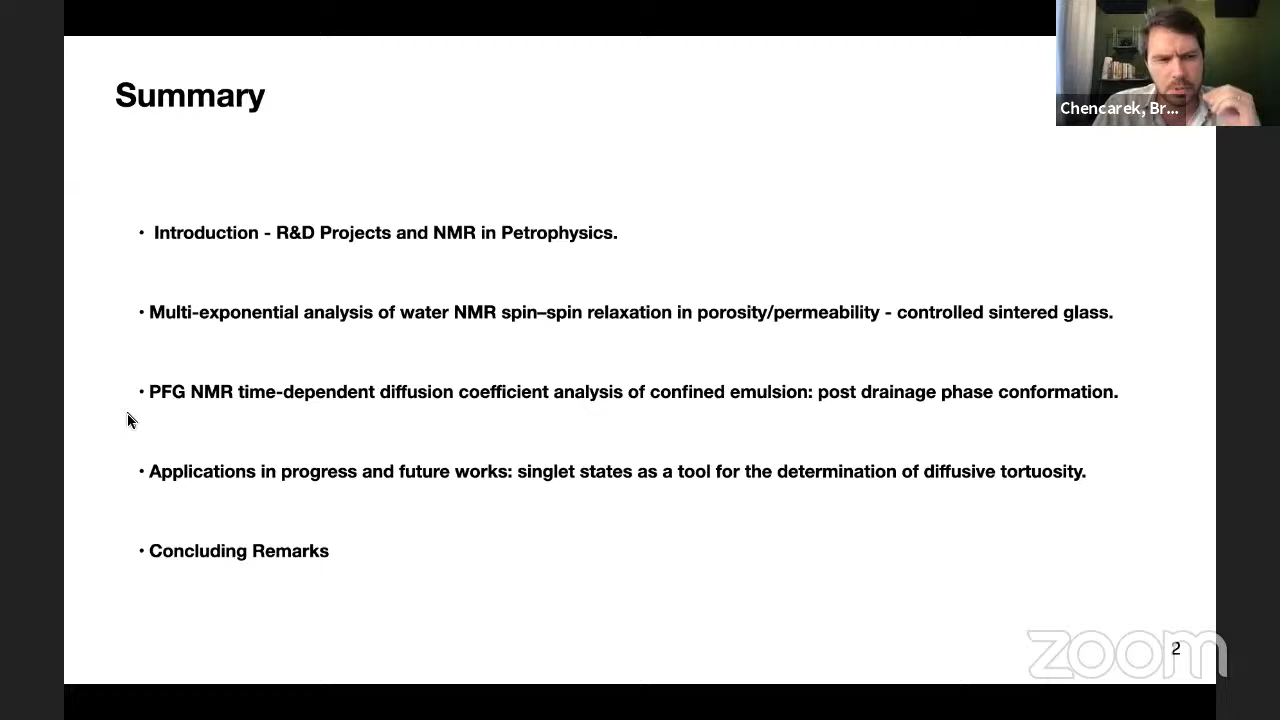 Summary
Chencarek, Br...
• Introduction - R&D Projects and NMR in Petrophysics.
• Multi-exponential analysis of water NMR spin–spin relaxation in porosity/permeability - controlled sintered glass.
• PFG NMR time-dependent diffusion coefficient analysis of confined emulsion: post drainage phase conformation.
• Applications in progress and future works: singlet states as a tool for the determination of diffusive tortuosity.
• Concluding Remarks
zoom
2